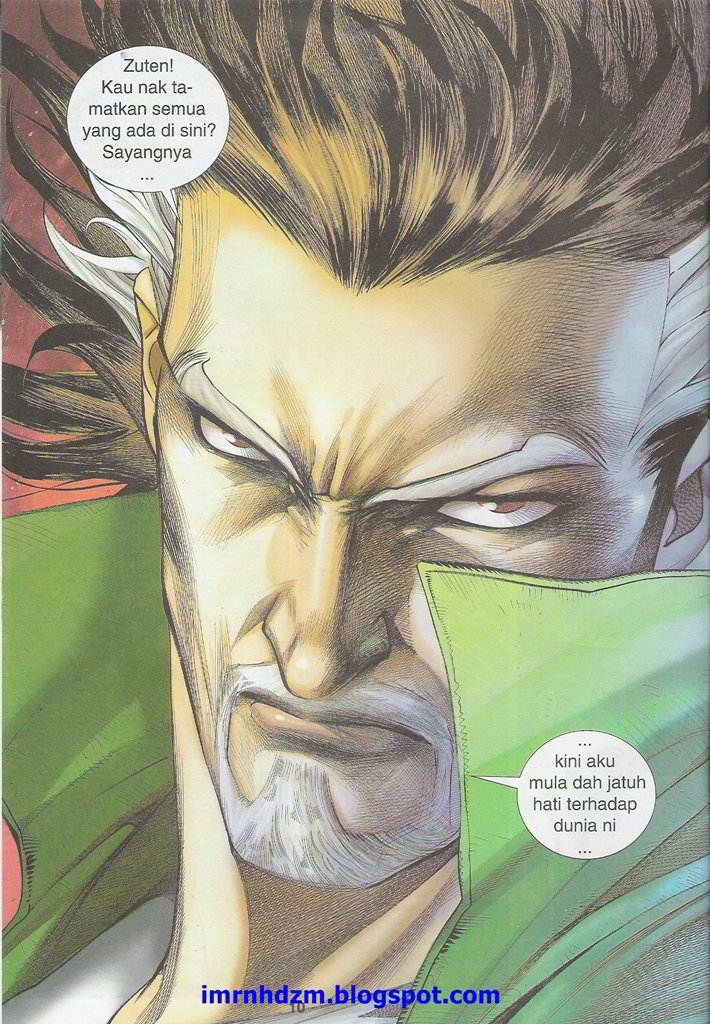 Zuten!
Kau nak ta-
matkan semua
yang ada di sini?
Sayangnya
...
...
kini aku
mula dah jatuh
hati terhadap
dunia ni
...
imrnhdzm.blogspot.com
10